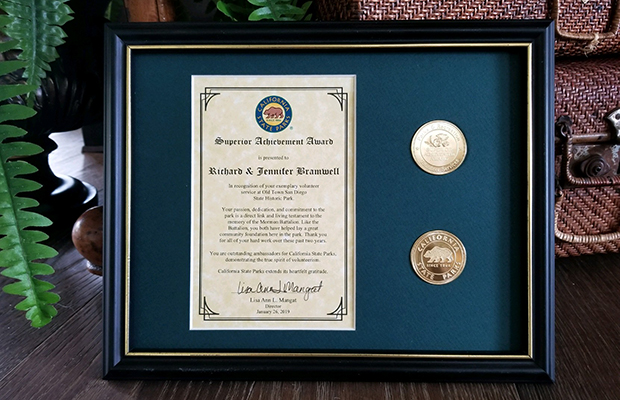 CALIFORNIA
STATE PARKS
Superior Achievement Award
is presented to
Richard & Jennifer Bramwell
In recognition of your exemplary volunteer
service at Old Town San Diego
State Historic Park.
Your passion, dedication, and commitment to the
park is a direct link and living testament to the
memory of the Mormon Battalion. Like the
Battalion, you both have helped lay a great
community foundation here in the park. Thank you
for all of your hard work over these past two years.
You are outstanding ambassadors for California State Parks,
demonstrating the true spirit of volunteerism.
California State Parks extends its heartfelt gratitude.
Lisa Ann L Mangat
Lisa Ann L. Mangat
Director
January 26, 2019
CALIFORNIA
SINCE 1864
STATE PARKS